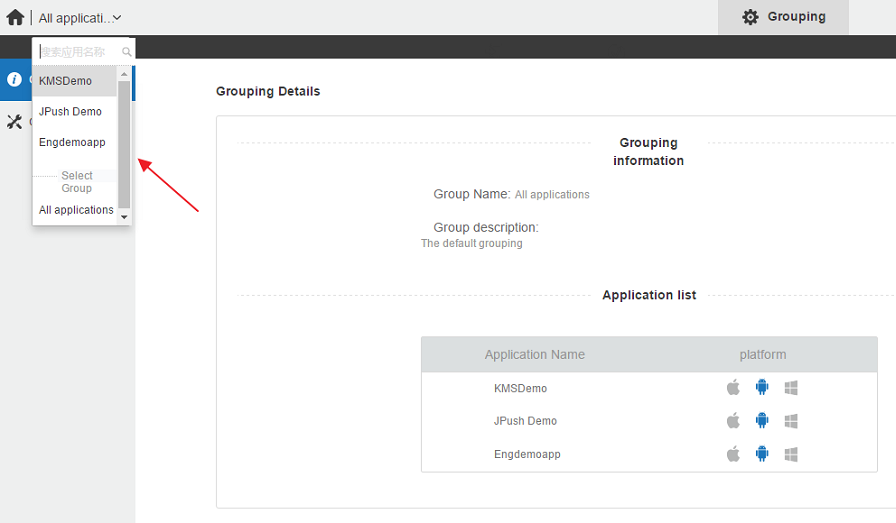 All applicati...
Grouping
搜索应用名称
KMSDemo
JPush Demo
Engdemoapp
Select
Group
All applications
Grouping Details
Grouping
information
Group Name: All applications
Group description:
The default grouping
Application list
Application Name platform
KMSDemo
JPush Demo
Engdemoapp